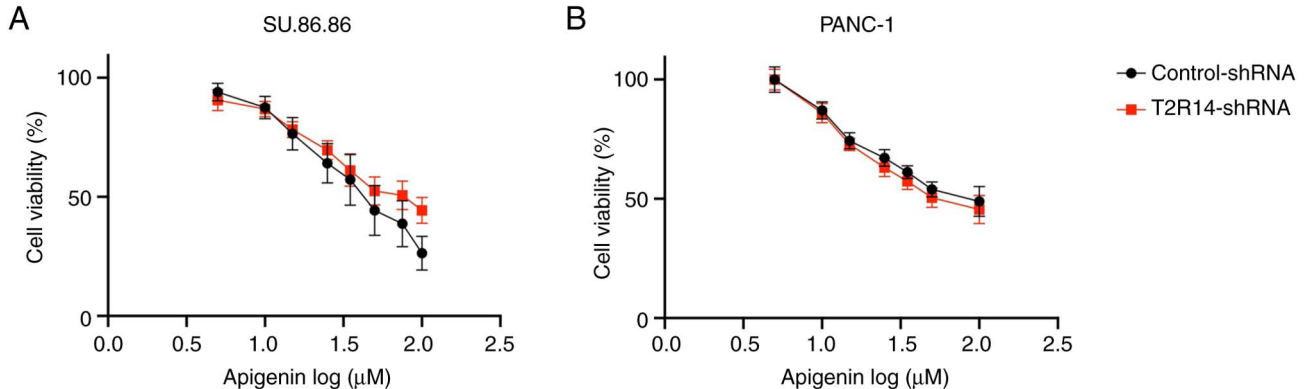 A
SU.86.86
100
50
0
Cell viability (%)
0.0 0.5 1.0 1.5 2.0 2.5
Apigenin log (μM)
B
PANC-1
100
50
0
Cell viability (%)
0.0 0.5 1.0 1.5 2.0 2.5
Apigenin log (μM)
Control-shRNA
T2R14-shRNA